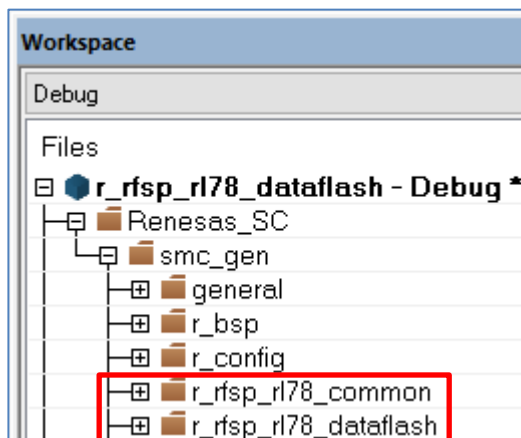 Workspace
Debug
Files
r_rfsp_rl78_dataflash - Debug *
Renesas_SC
smc_gen
general
r_bsp
r_config
r_rfsp_rl78_common
r_rfsp_rl78_dataflash